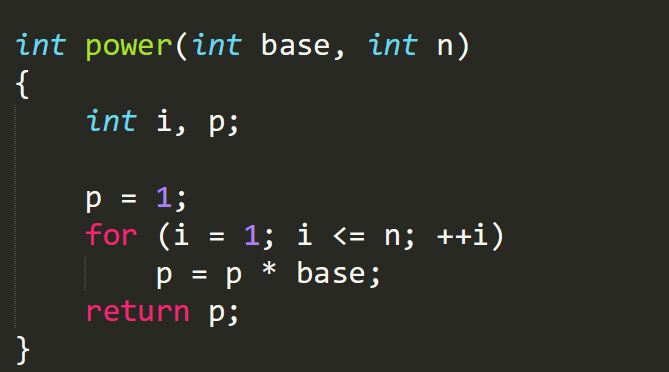 int power(int base, int n)
{
    int i, p;

    p = 1;
    for (i = 1; i <= n; ++i)
        p = p * base;
    return p;
}